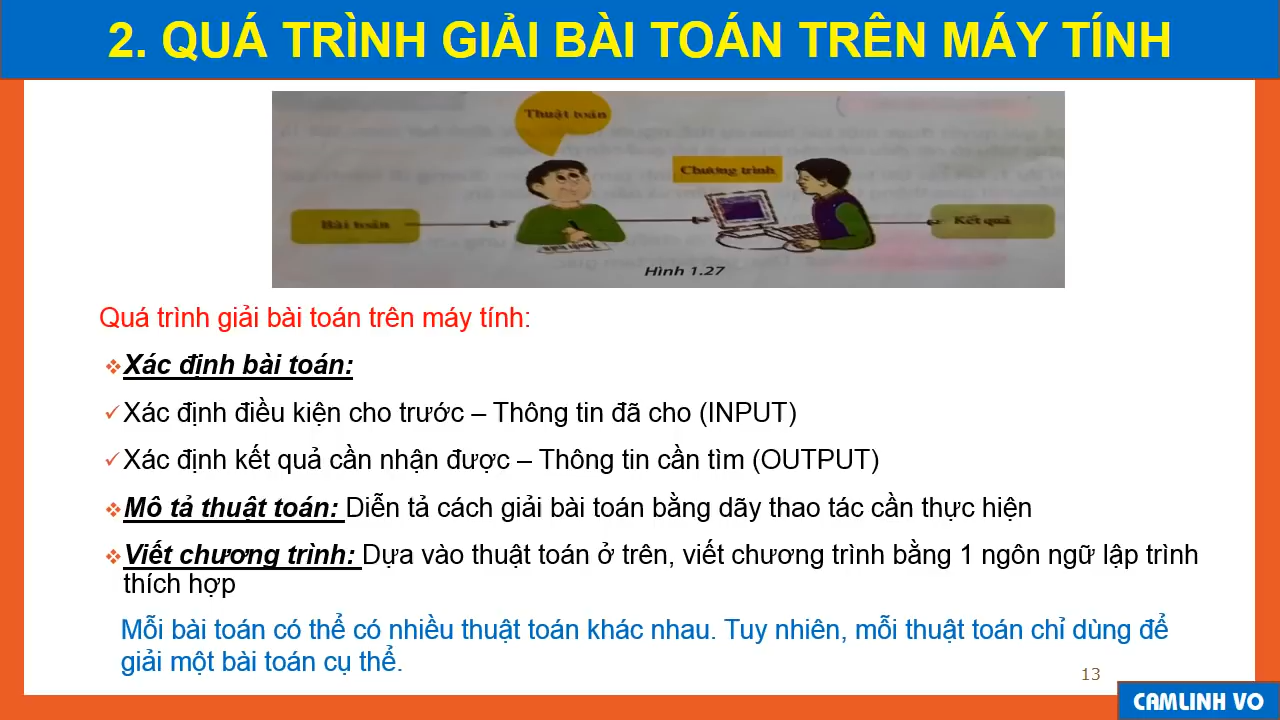 2. QUÁ TRÌNH GIẢI BÀI TOÁN TRÊN MÁY TÍNH
Thuật toán
Chương trình
Bài toán
Kết quả
Hình 1.27
Quá trình giải bài toán trên máy tính:
Xác định bài toán:
Xác định điều kiện cho trước – Thông tin đã cho (INPUT)
Xác định kết quả cần nhận được – Thông tin cần tìm (OUTPUT)
Mô tả thuật toán: Diễn tả cách giải bài toán bằng dãy thao tác cần thực hiện
Viết chương trình: Dựa vào thuật toán ở trên, viết chương trình bằng 1 ngôn ngữ lập trình
thích hợp
Mỗi bài toán có thể có nhiều thuật toán khác nhau. Tuy nhiên, mỗi thuật toán chỉ dùng để
giải một bài toán cụ thể.
13
CAMLINH VO